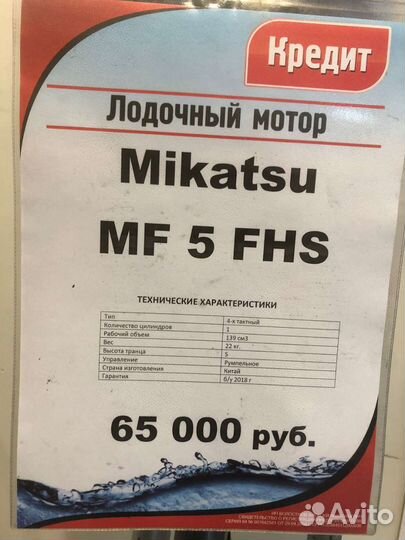 Кредит
Лодочный мотор
Mikatsu
MF 5 FHS
ТЕХНИЧЕСКИЕ ХАРАКТЕРИСТИКИ
Тип 4-х тактный
Количество цилиндров 1
Рабочий объем 139 см3
Вес 22 кг.
Высота транца S
Управление Румпельное
Страна изготовления Китай
Гарантия б/у 2018 г
65 000 руб.
Avito